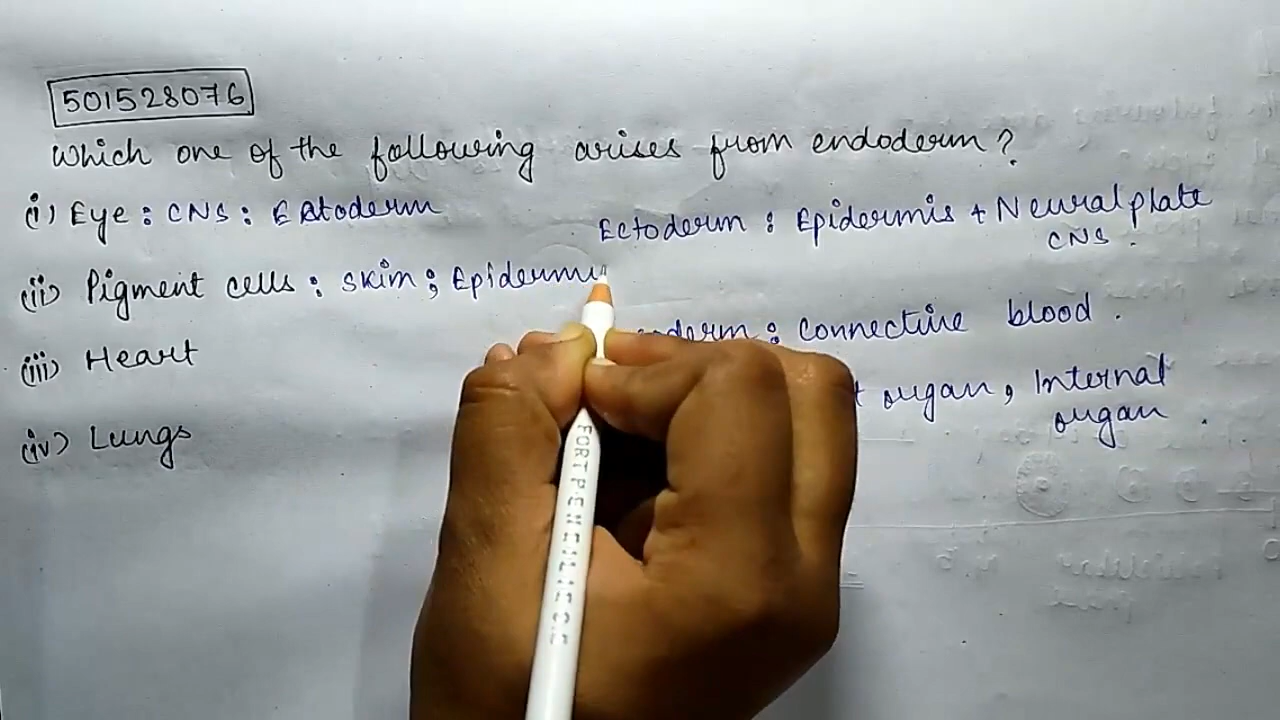 501528076
Which one of the following arises from endoderm?
(i) Eye : CNS : Ectoderm
Ectoderm : Epidermis + Neural plate
CNS .
(ii) Pigment cells : skin ; Epidermis
: Connective blood .
(iii) Heart
organ , Internal
organ .
(iv) Lungs